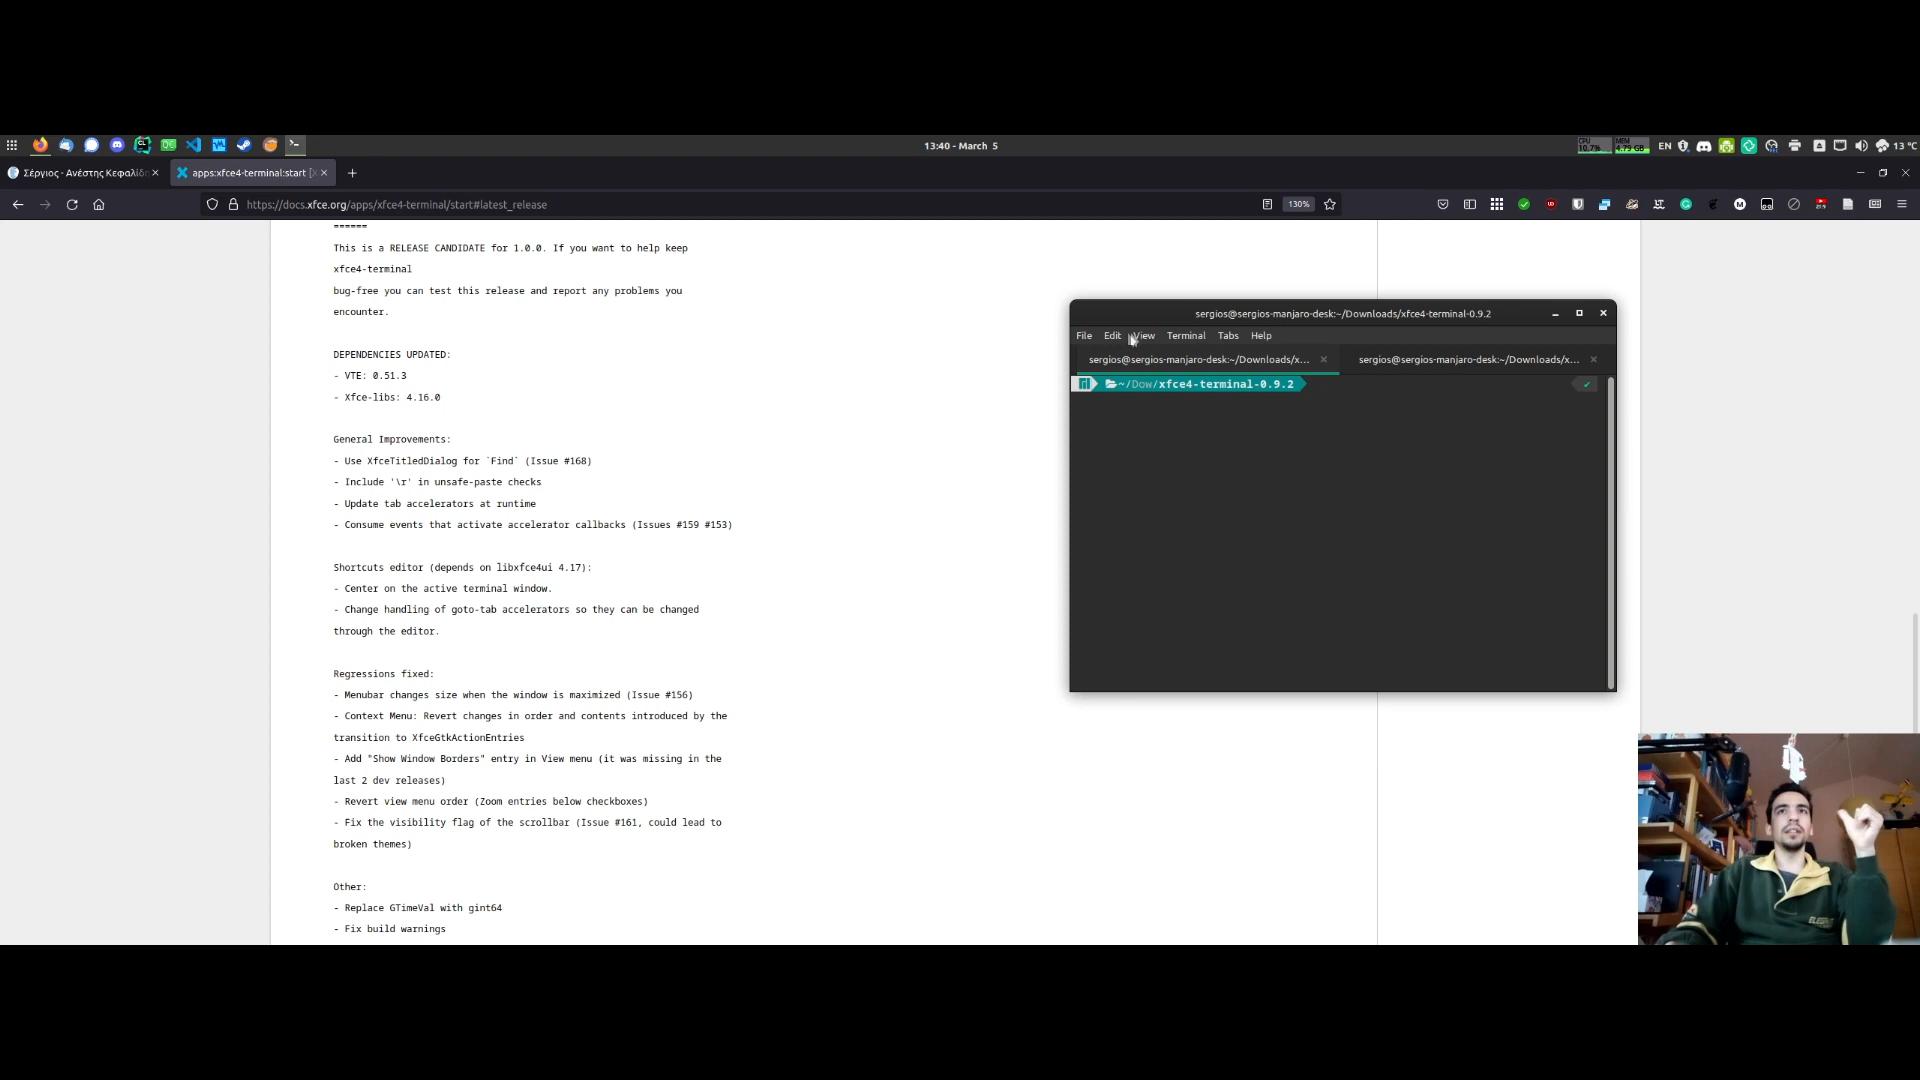 13:40 - March 5
CPU
10.7%
MEM
4.79 GB
EN
13 °C
Σέργιος - Ανέστης Κεφαλίδη
apps:xfce4-terminal:start [X
https://docs.xfce.org/apps/xfce4-terminal/start#latest_release
130%
======
This is a RELEASE CANDIDATE for 1.0.0. If you want to help keep
xfce4-terminal
bug-free you can test this release and report any problems you
encounter.
DEPENDENCIES UPDATED:
- VTE: 0.51.3
- Xfce-libs: 4.16.0
General Improvements:
- Use XfceTitledDialog for `Find` (Issue #168)
- Include '\r' in unsafe-paste checks
- Update tab accelerators at runtime
- Consume events that activate accelerator callbacks (Issues #159 #153)
Shortcuts editor (depends on libxfce4ui 4.17):
- Center on the active terminal window.
- Change handling of goto-tab accelerators so they can be changed
through the editor.
Regressions fixed:
- Menubar changes size when the window is maximized (Issue #156)
- Context Menu: Revert changes in order and contents introduced by the
transition to XfceGtkActionEntries
- Add "Show Window Borders" entry in View menu (it was missing in the
last 2 dev releases)
- Revert view menu order (Zoom entries below checkboxes)
- Fix the visibility flag of the scrollbar (Issue #161, could lead to
broken themes)
Other:
- Replace GTimeVal with gint64
- Fix build warnings
sergios@sergios-manjaro-desk:~/Downloads/xfce4-terminal-0.9.2
File Edit View Terminal Tabs Help
sergios@sergios-manjaro-desk:~/Downloads/x...
sergios@sergios-manjaro-desk:~/Downloads/x...
~/Dow/xfce4-terminal-0.9.2